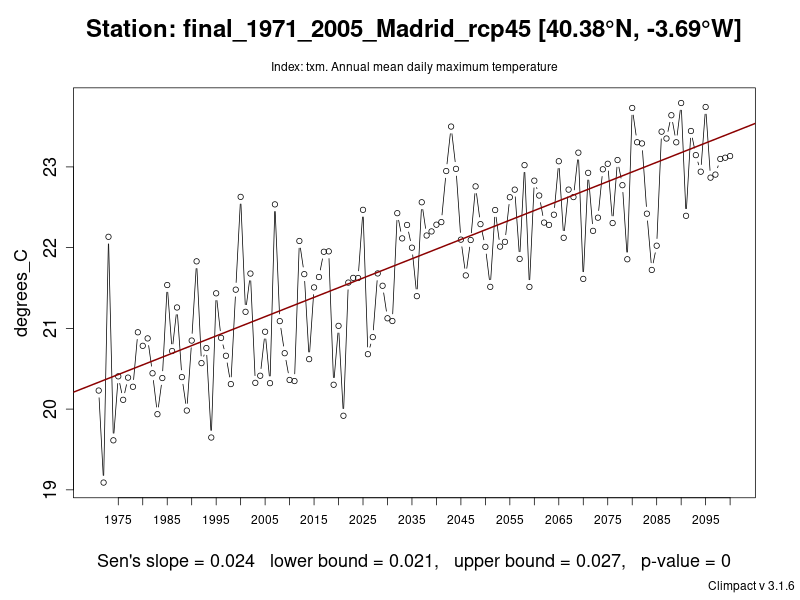 Station: final_1971_2005_Madrid_rcp45 [40.38°N, -3.69°W]
Index: txm. Annual mean daily maximum temperature
degrees_C
23
22
21
20
19
1975 1985 1995 2005 2015 2025 2035 2045 2055 2065 2075 2085 2095
Sen's slope = 0.024 lower bound = 0.021, upper bound = 0.027, p-value = 0
Climpact v 3.1.6